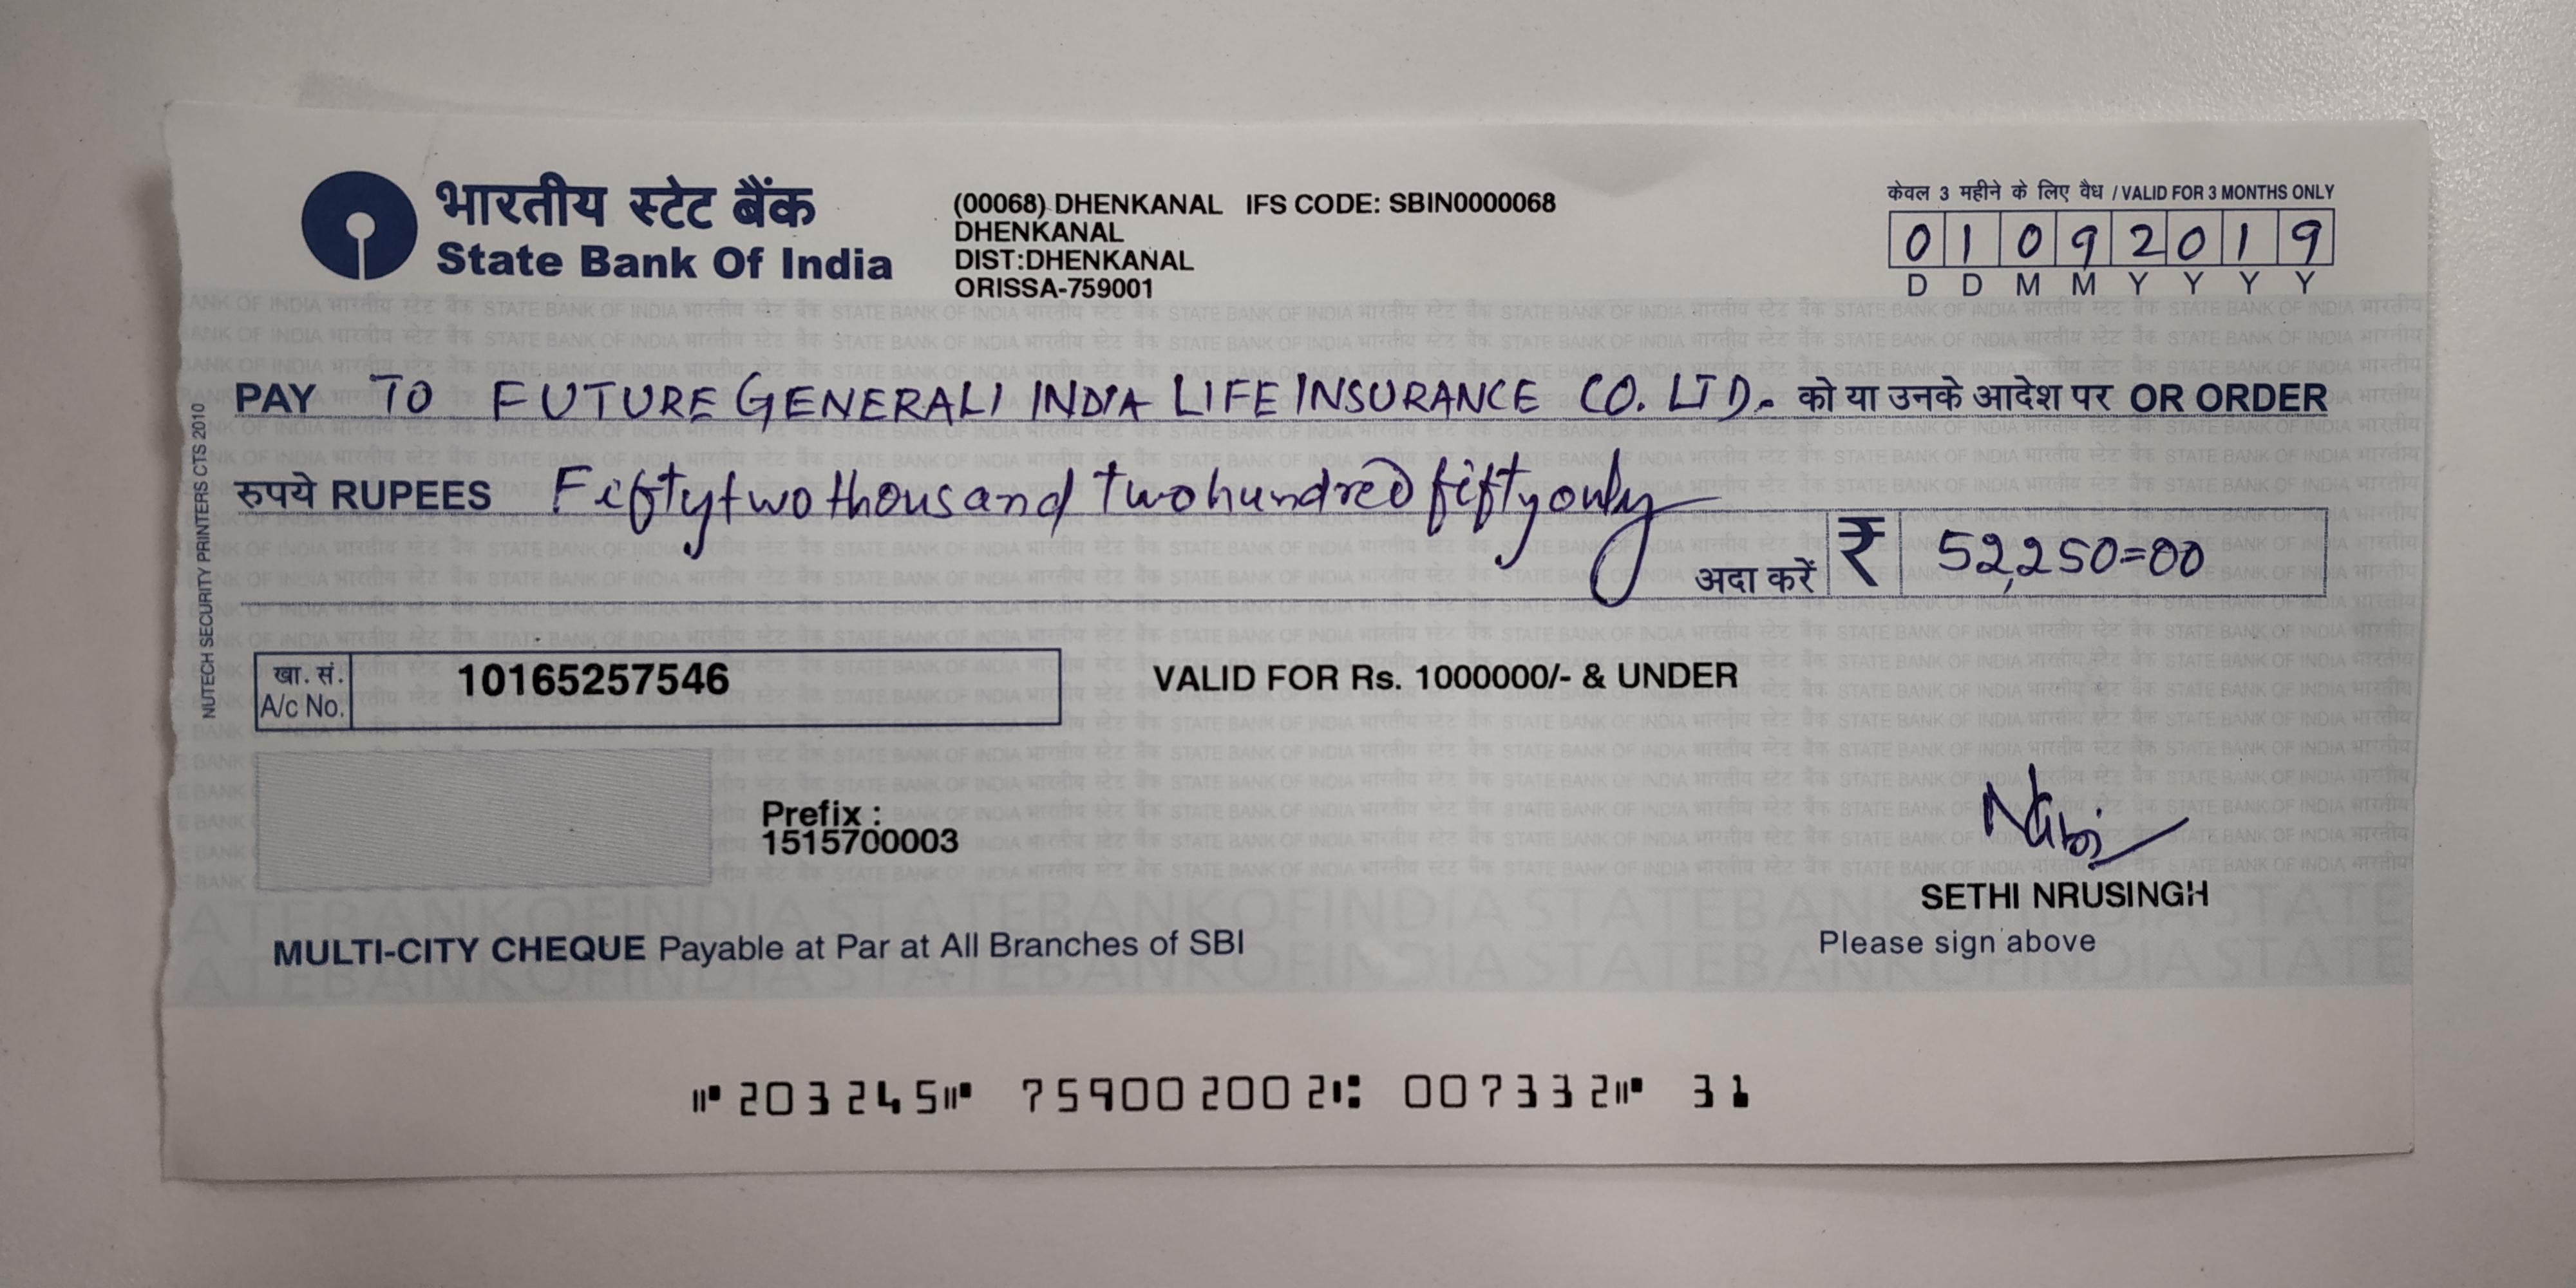 भारतीय स्टेट बैंक
State Bank Of India
(00068) DHENKANAL IFS CODE: SBIN0000068
DHENKANAL
DIST:DHENKANAL
ORISSA-759001
केवल 3 महीने के लिए वैध / VALID FOR 3 MONTHS ONLY
0 1 0 9 2 0 1 9
D D M M Y Y Y Y
PAY TO FUTURE GENERALI INDIA LIFE INSURANCE CO. LTD. को या उनके आदेश पर OR ORDER
रुपये RUPEES Fifty two thousand two hundred fifty only
अदा करें ₹ 52,250=00
NUTECH SECURITY PRINTERS CTS 2010
खा. सं.
A/c No. 10165257546
VALID FOR Rs. 1000000/- & UNDER
Prefix :
1515700003
SETHI NRUSINGH
Please sign above
MULTI-CITY CHEQUE Payable at Par at All Branches of SBI
⑈203245⑈ 759002002⑆ 007332⑈ 31